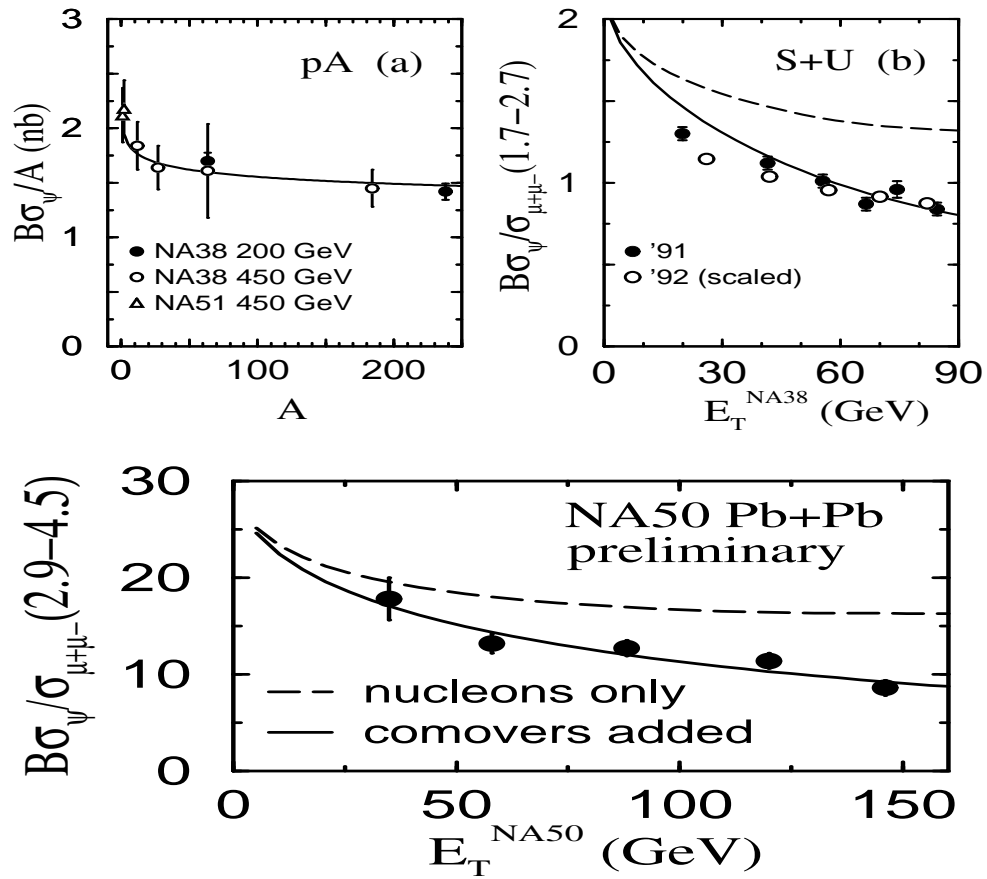 pA (a)
Bσψ/A (nb)
3
2
1
0
NA38 200 GeV
NA38 450 GeV
NA51 450 GeV
0 100 200
A
S+U (b)
Bσψ/σμ+μ−(1.7−2.7)
2
1
0
'91
'92 (scaled)
0 30 60 90
E_T^NA38 (GeV)
NA50 Pb+Pb
preliminary
Bσψ/σμ+μ−(2.9−4.5)
30
20
10
0
nucleons only
comovers added
0 50 100 150
E_T^NA50 (GeV)